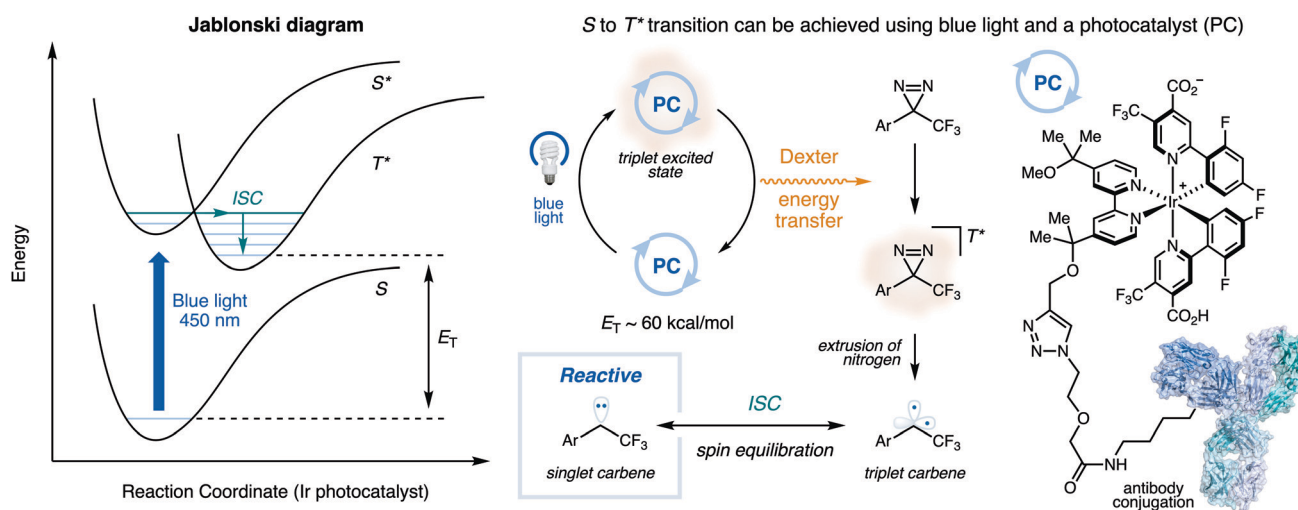 Jablonski diagram
Energy
S*
T*
ISC
S
Blue light
450 nm
E_T
Reaction Coordinate (Ir photocatalyst)
S to T* transition can be achieved using blue light and a photocatalyst (PC)
blue
light
PC
triplet excited
state
PC
E_T ~ 60 kcal/mol
Dexter
energy
transfer
N=N
Ar
CF₃
N=N
Ar
CF₃
T*
extrusion of
nitrogen
Reactive
Ar
CF₃
singlet carbene
ISC
spin equilibration
Ar
CF₃
triplet carbene
PC
CO₂⁻
F₃C
F
Me
Me
MeO
N
N
+
F
Ir
N
F
Me
Me
N
F
O
F₃C
CO₂H
N
N
N
O
O
NH
antibody
conjugation